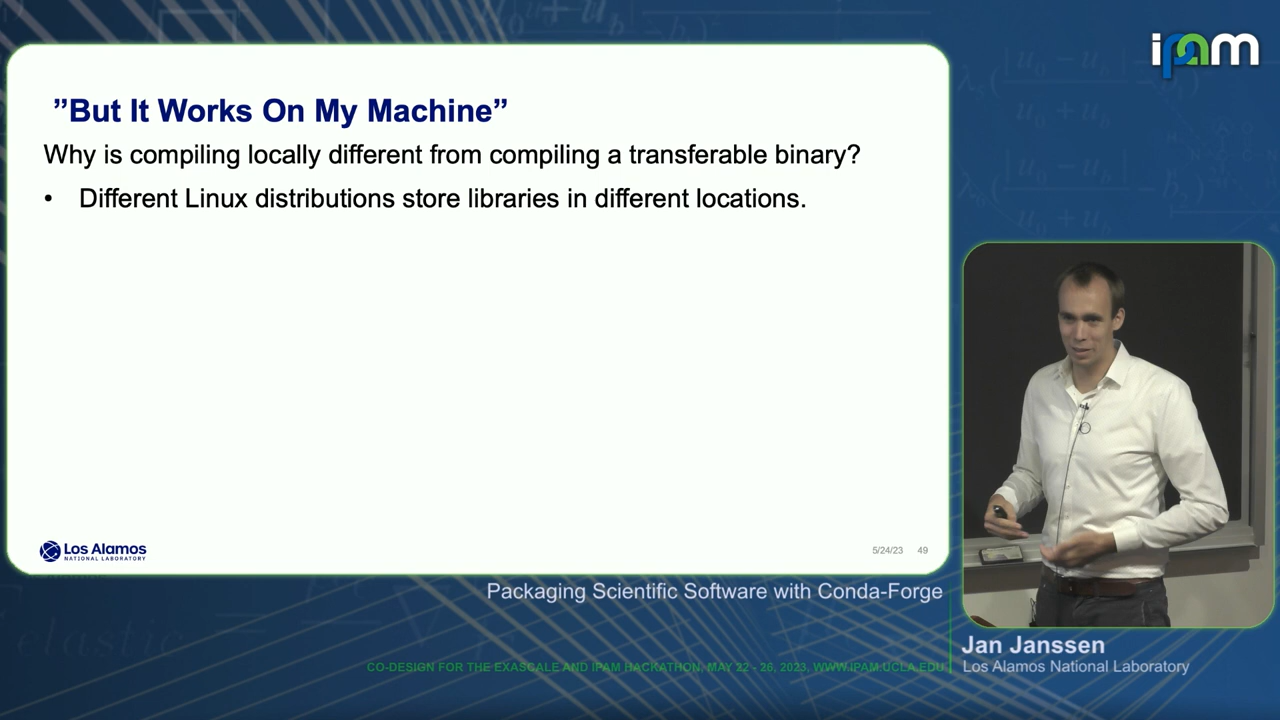 ipam
”But It Works On My Machine”
Why is compiling locally different from compiling a transferable binary?
• Different Linux distributions store libraries in different locations.
Los Alamos
NATIONAL LABORATORY
5/24/23 49
Packaging Scientific Software with Conda-Forge
Jan Janssen
Los Alamos National Laboratory
CO-DESIGN FOR THE EXASCALE AND IPAM HACKATHON, MAY 22 - 26, 2023, WWW.IPAM.UCLA.EDU
elastic